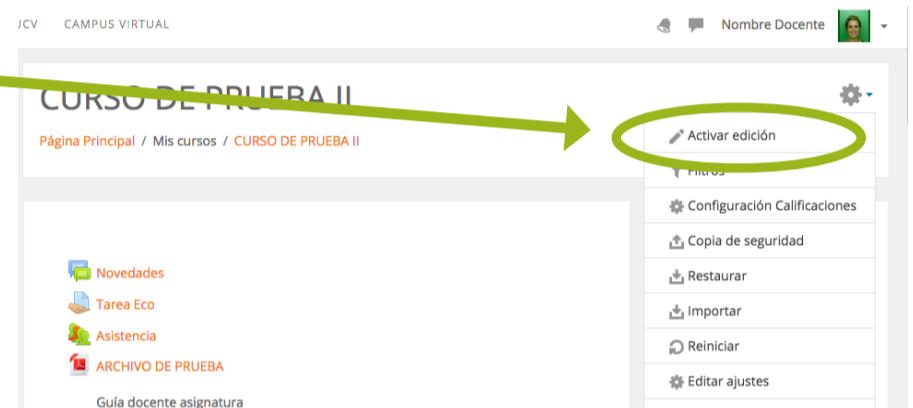 UCV CAMPUS VIRTUAL Nombre Docente
CURSO DE PRUEBA II
Página Principal / Mis cursos / CURSO DE PRUEBA II
Activar edición
Filtros
Configuración Calificaciones
Copia de seguridad
Restaurar
Importar
Reiniciar
Editar ajustes
Novedades
Tarea Eco
Asistencia
ARCHIVO DE PRUEBA
Guía docente asignatura